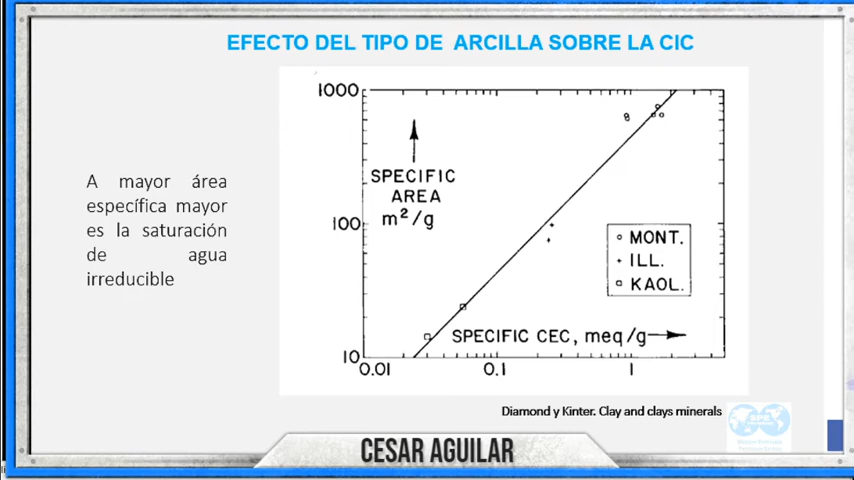 EFECTO DEL TIPO DE ARCILLA SOBRE LA CIC
A mayor área
específica mayor
es la saturación
de agua
irreducible
1000
SPECIFIC
AREA
m²/g
100
MONT.
ILL.
KAOL.
SPECIFIC CEC, meq/g
10
0.01
0.1
1
Diamond y Kinter. Clay and clays minerals
SPE
CESAR AGUILAR